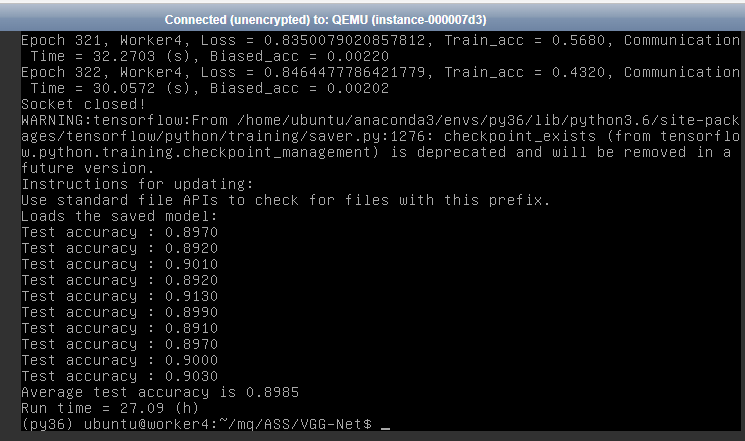 Connected (unencrypted) to: QEMU (instance-000007d3)
Epoch 321, Worker4, Loss = 0.8350079020857812, Train_acc = 0.5680, Communication
 Time = 32.2703 (s), Biased_acc = 0.00220
Epoch 322, Worker4, Loss = 0.8464477786421779, Train_acc = 0.4320, Communication
 Time = 30.0572 (s), Biased_acc = 0.00202
Socket closed!
WARNING:tensorflow:From /home/ubuntu/anaconda3/envs/py36/lib/python3.6/site-pack
ages/tensorflow/python/training/saver.py:1276: checkpoint_exists (from tensorflo
w.python.training.checkpoint_management) is deprecated and will be removed in a
future version.
Instructions for updating:
Use standard file APIs to check for files with this prefix.
Loads the saved model:
Test accuracy : 0.8970
Test accuracy : 0.8920
Test accuracy : 0.9010
Test accuracy : 0.8920
Test accuracy : 0.9130
Test accuracy : 0.8990
Test accuracy : 0.8910
Test accuracy : 0.8970
Test accuracy : 0.9000
Test accuracy : 0.9030
Average test accuracy is 0.8985
Run time = 27.09 (h)
(py36) ubuntu@worker4:~/mq/ASS/VGG-Net$ _